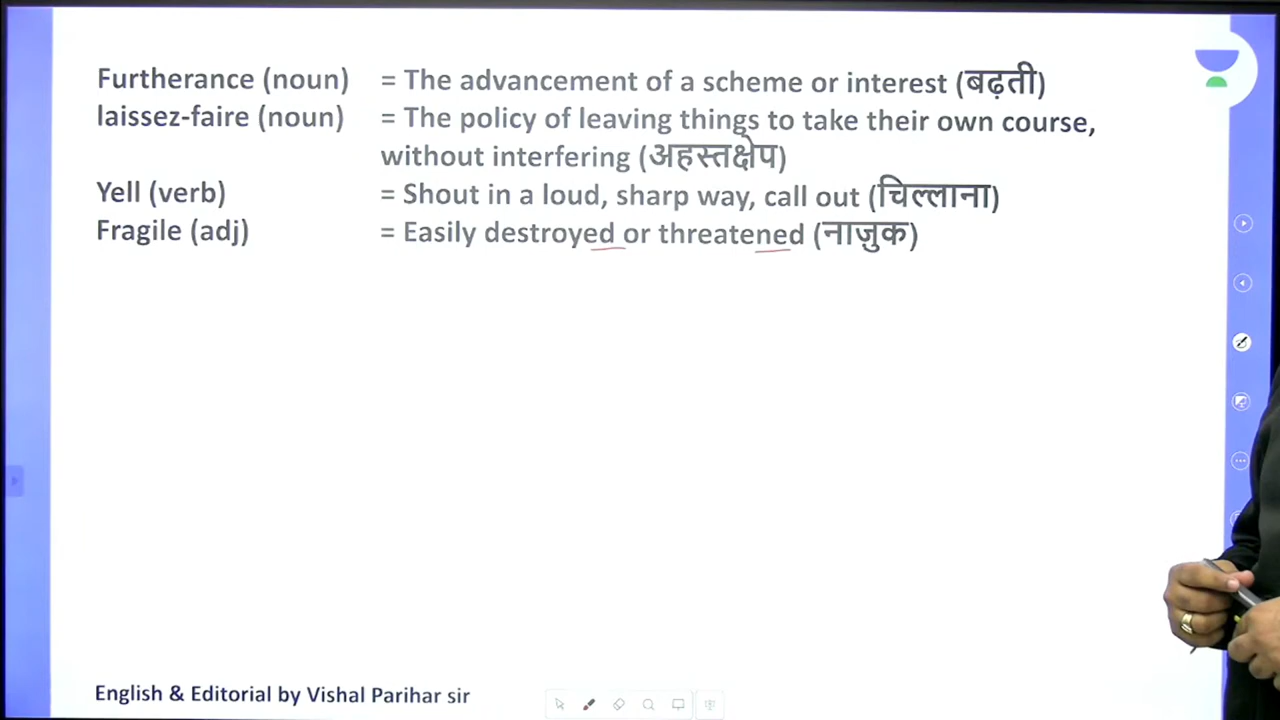 Furtherance (noun) = The advancement of a scheme or interest (बढ़ती)
laissez-faire (noun) = The policy of leaving things to take their own course,
without interfering (अहस्तक्षेप)
Yell (verb) = Shout in a loud, sharp way, call out (चिल्लाना)
Fragile (adj) = Easily destroyed or threatened (नाज़ुक)
English & Editorial by Vishal Parihar sir